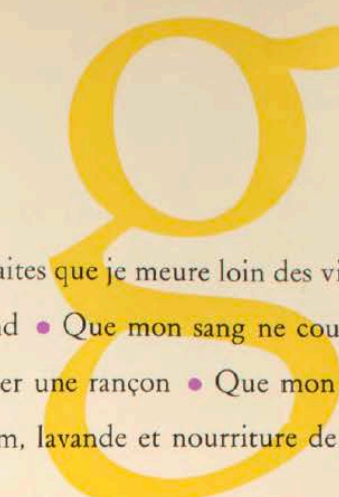 g
aites que je meure loin des vi
nd • Que mon sang ne cou
er une rançon • Que mon
m, lavande et nourriture de